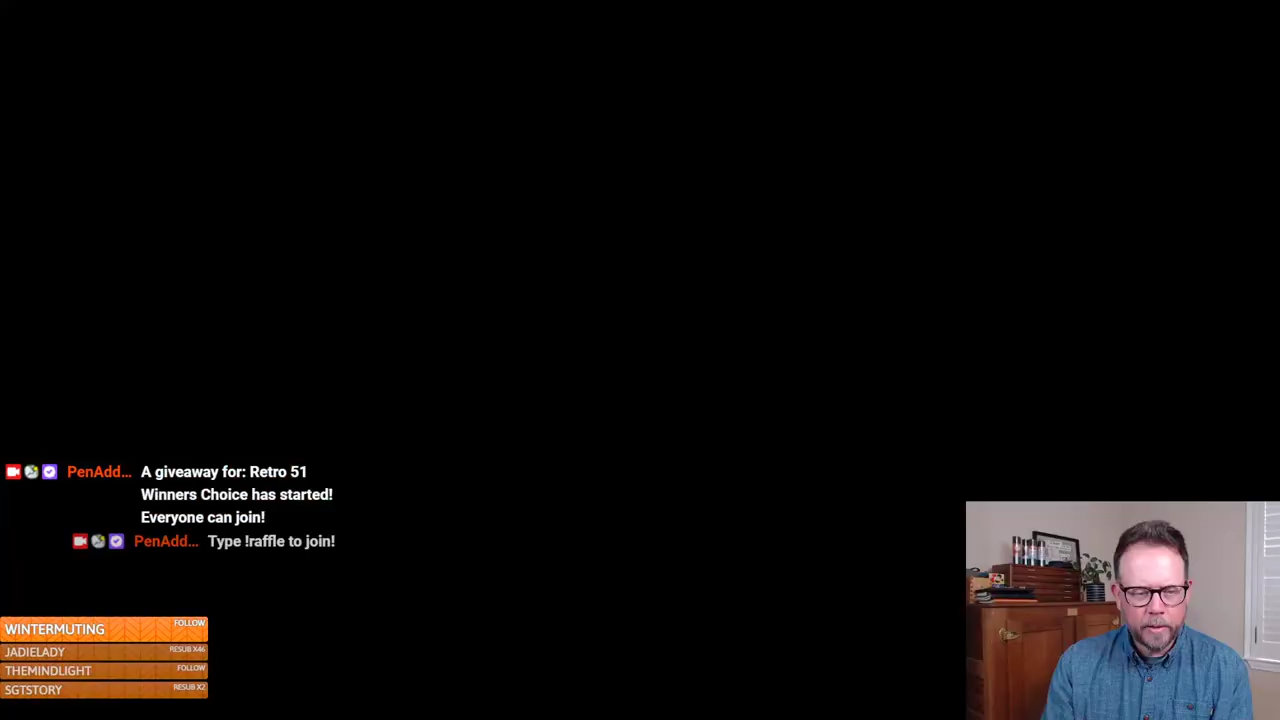 PenAdd... A giveaway for: Retro 51
Winners Choice has started!
Everyone can join!
PenAdd... Type !raffle to join!
WINTERMUTING FOLLOW
JADIELADY RESUB X46
THEMINDLIGHT FOLLOW
SGTSTORY RESUB X2